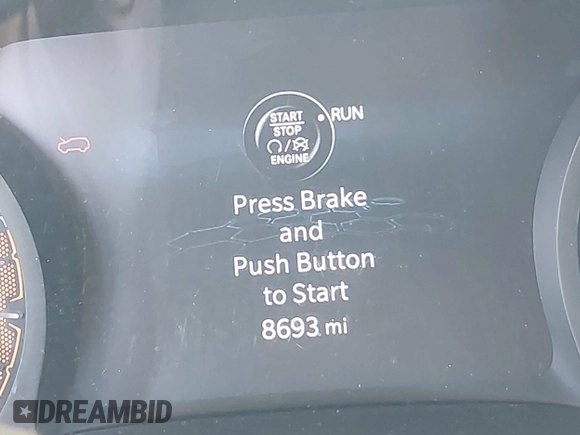 START
STOP
ENGINE
RUN
Press Brake
and
Push Button
to Start
8693 mi
DREAMBID